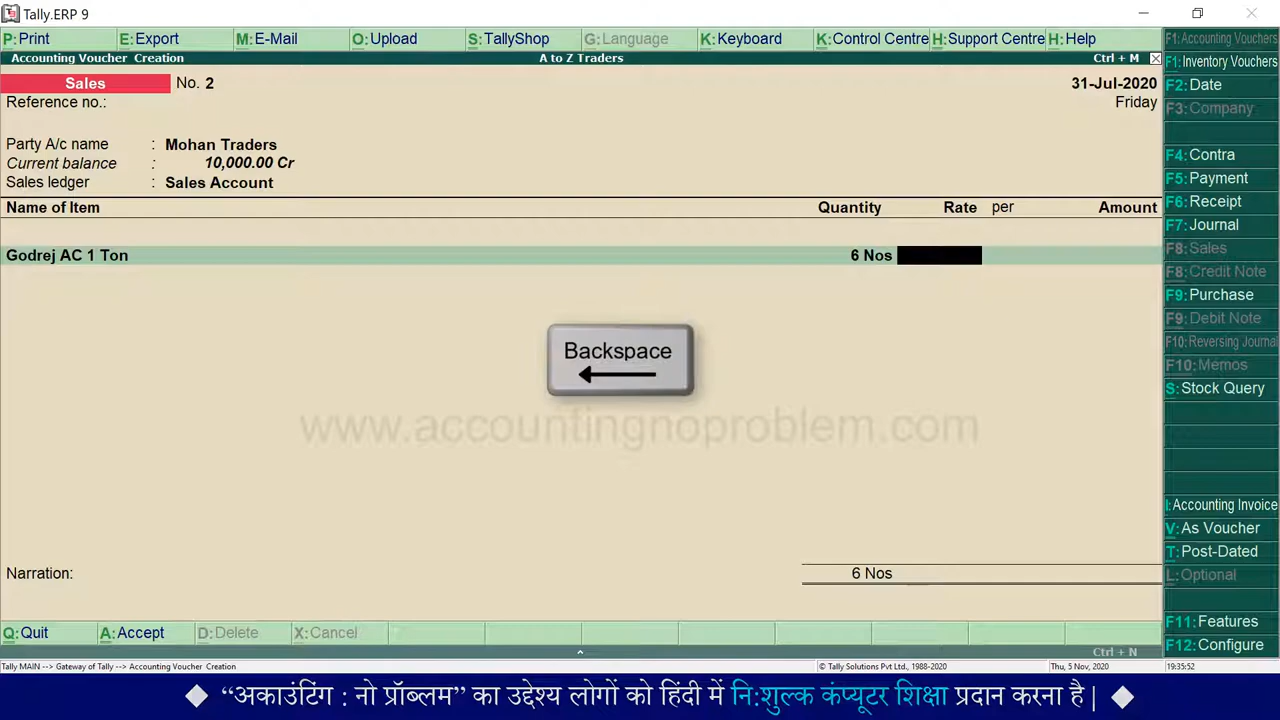 Tally.ERP 9
P: Print E: Export M: E-Mail O: Upload S: TallyShop G: Language K: Keyboard K: Control Centre H: Support Centre H: Help
Accounting Voucher Creation A to Z Traders Ctrl + M
Sales No. 2 31-Jul-2020
Reference no.: Friday
Party A/c name : Mohan Traders
Current balance : 10,000.00 Cr
Sales ledger : Sales Account
Name of Item Quantity Rate per Amount
Godrej AC 1 Ton 6 Nos
Backspace
www.accountingnoproblem.com
Narration: 6 Nos
Q: Quit A: Accept D: Delete X: Cancel
Ctrl + N
F1: Accounting Vouchers
F1: Inventory Vouchers
F2: Date
F3: Company
F4: Contra
F5: Payment
F6: Receipt
F7: Journal
F8: Sales
F8: Credit Note
F9: Purchase
F9: Debit Note
F10: Reversing Journal
F10: Memos
S: Stock Query
I: Accounting Invoice
V: As Voucher
T: Post-Dated
L: Optional
F11: Features
F12: Configure
Tally MAIN --> Gateway of Tally --> Accounting Voucher Creation © Tally Solutions Pvt Ltd., 1988-2020 Thu, 5 Nov, 2020 19:35:52
“अकाउंटिंग : नो प्रॉब्लम” का उद्देश्य लोगों को हिंदी में नि:शुल्क कंप्यूटर शिक्षा प्रदान करना है |